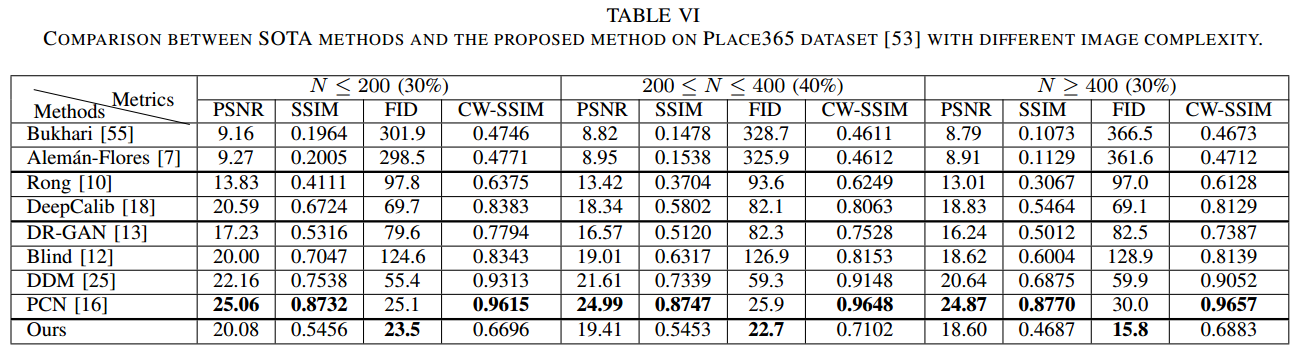 TABLE VI
COMPARISON BETWEEN SOTA METHODS AND THE PROPOSED METHOD ON PLACE365 DATASET [53] WITH DIFFERENT IMAGE COMPLEXITY.
Methods Metrics N ≤ 200 (30%) 200 ≤ N ≤ 400 (40%) N ≥ 400 (30%)
PSNR SSIM FID CW-SSIM PSNR SSIM FID CW-SSIM PSNR SSIM FID CW-SSIM
Bukhari [55] 9.16 0.1964 301.9 0.4746 8.82 0.1478 328.7 0.4611 8.79 0.1073 366.5 0.4673
Alemán-Flores [7] 9.27 0.2005 298.5 0.4771 8.95 0.1538 325.9 0.4612 8.91 0.1129 361.6 0.4712
Rong [10] 13.83 0.4111 97.8 0.6375 13.42 0.3704 93.6 0.6249 13.01 0.3067 97.0 0.6128
DeepCalib [18] 20.59 0.6724 69.7 0.8383 18.34 0.5802 82.1 0.8063 18.83 0.5464 69.1 0.8129
DR-GAN [13] 17.23 0.5316 79.6 0.7794 16.57 0.5120 82.3 0.7528 16.24 0.5012 82.5 0.7387
Blind [12] 20.00 0.7047 124.6 0.8343 19.01 0.6317 126.9 0.8153 18.62 0.6004 128.9 0.8139
DDM [25] 22.16 0.7538 55.4 0.9313 21.61 0.7339 59.3 0.9148 20.64 0.6875 59.9 0.9052
PCN [16] 25.06 0.8732 25.1 0.9615 24.99 0.8747 25.9 0.9648 24.87 0.8770 30.0 0.9657
Ours 20.08 0.5456 23.5 0.6696 19.41 0.5453 22.7 0.7102 18.60 0.4687 15.8 0.6883